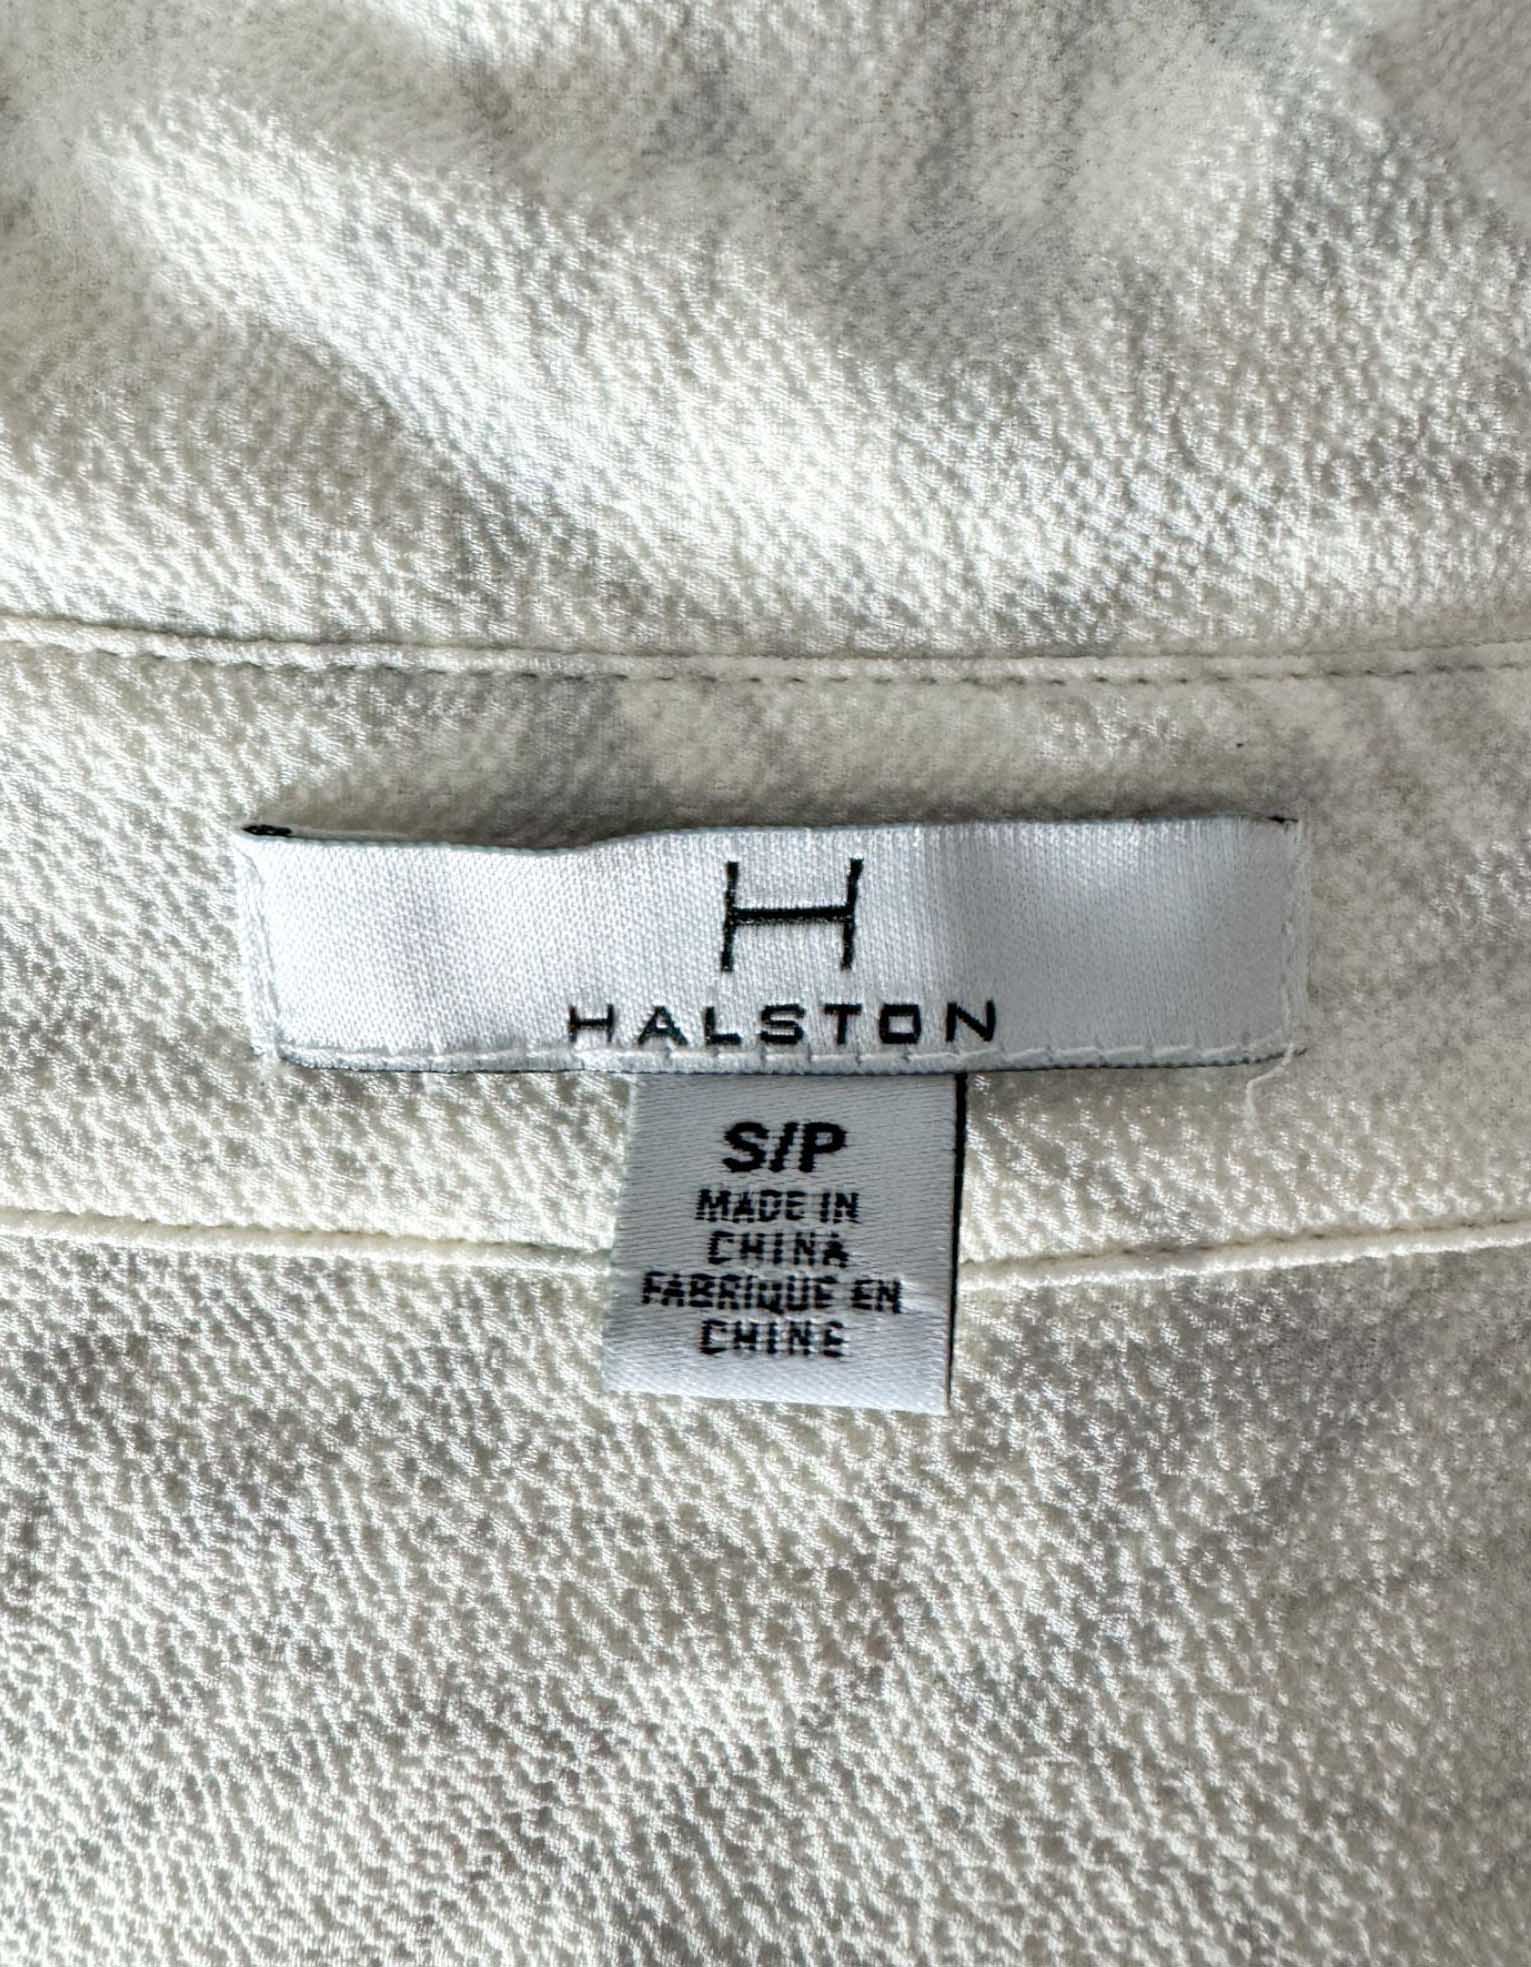 H
HALSTON
S/P
MADE IN
CHINA
FABRIQUE EN
CHINE